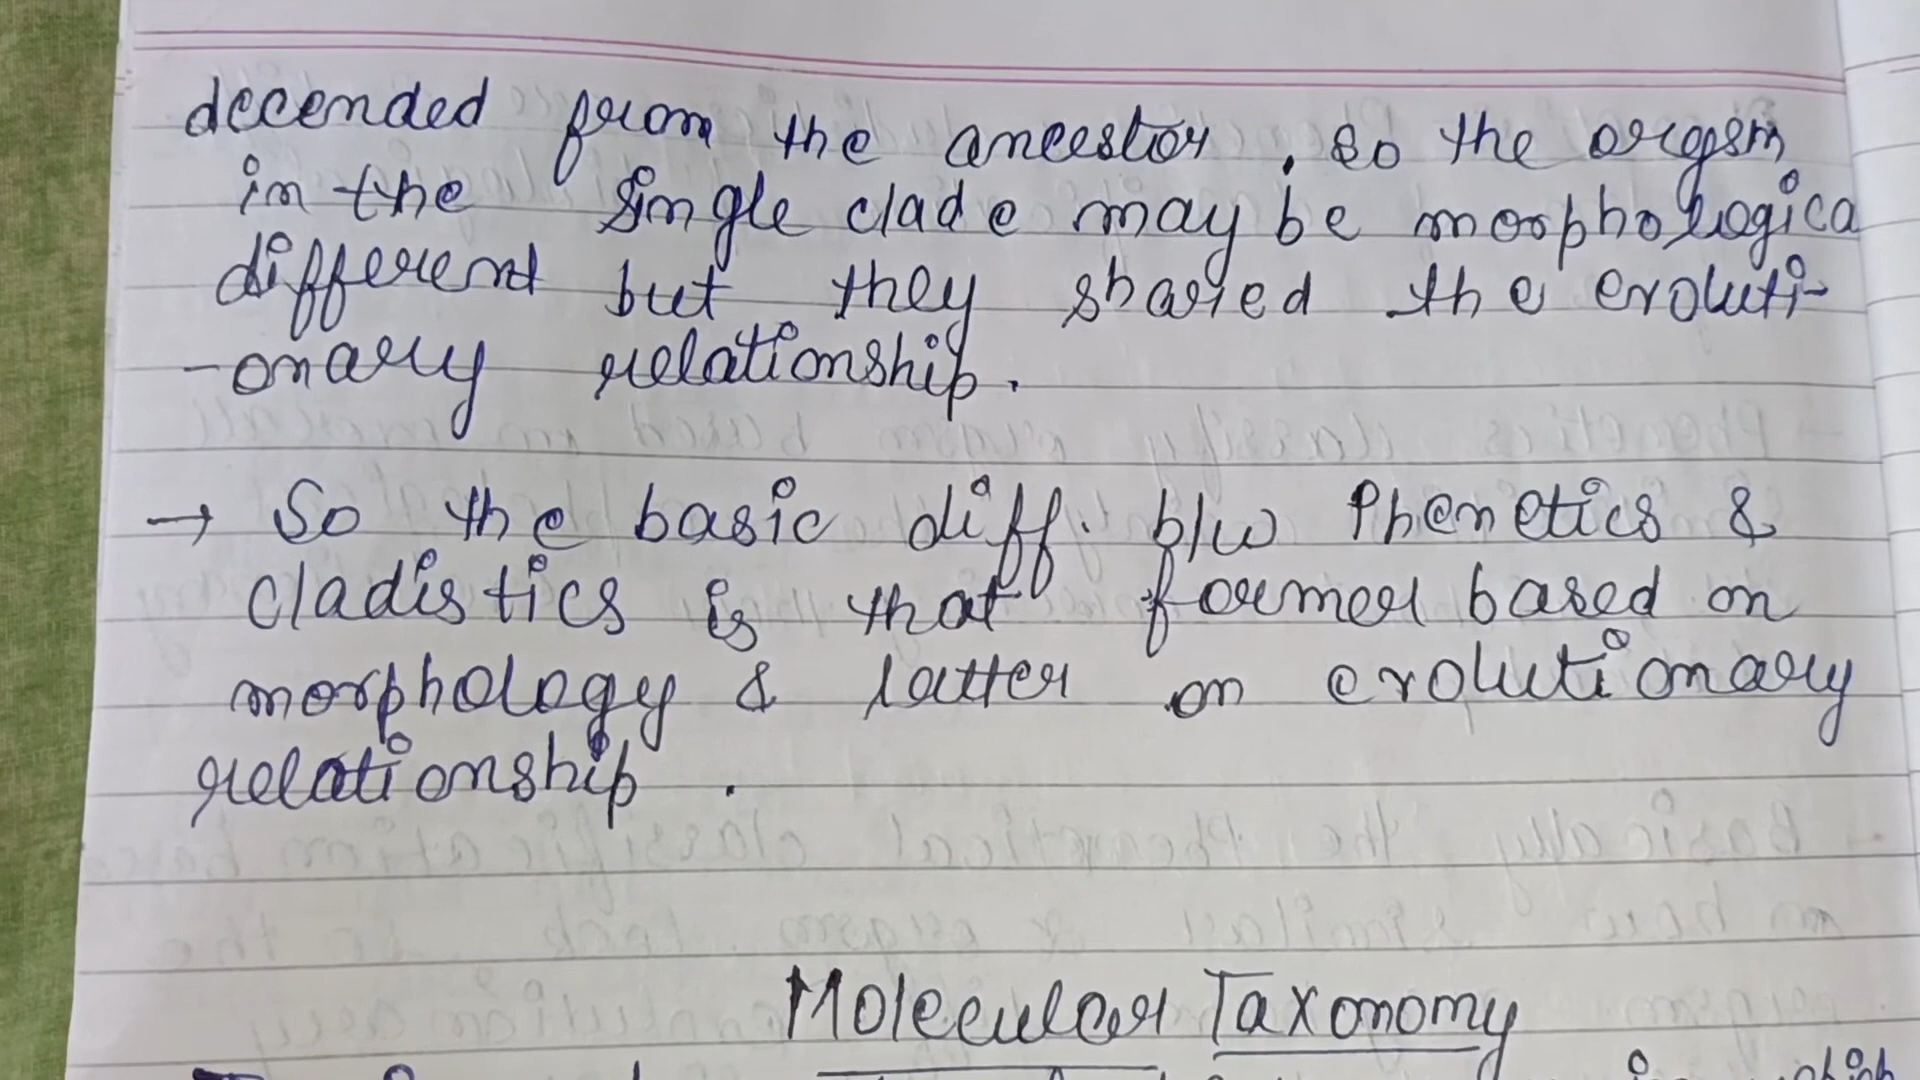 decended from the ancestor. so the orgsm
in the single clade may be morphologica
different but they shared the evoluti-
-onary relationship.
→ So the basic diff. b/w Phenetics &
cladistics is that former based on
morphology & latter on evolutionary
relationship.
Molecular Taxonomy